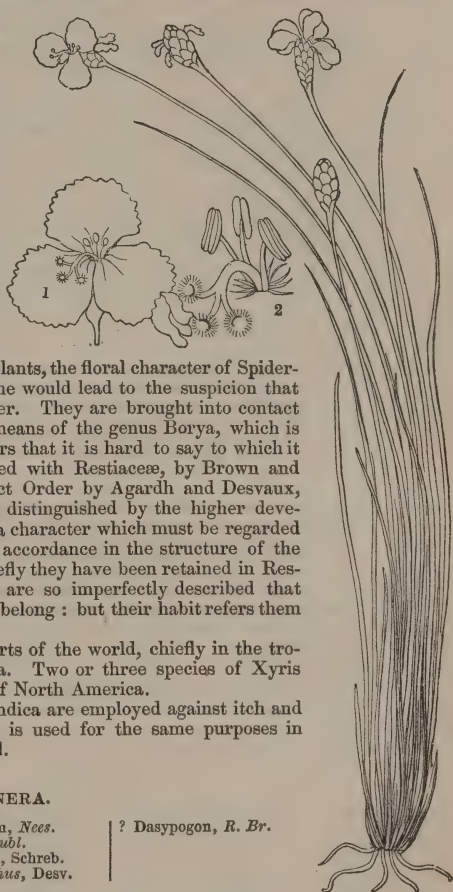 1
2
lants, the floral character of Spider-
ne would lead to the suspicion that
er. They are brought into contact
means of the genus Borya, which is
rs that it is hard to say to which it
ed with Restiaceæ, by Brown and
ct Order by Agardh and Desvaux,
distinguished by the higher deve-
a character which must be regarded
accordance in the structure of the
efly they have been retained in Res-
are so imperfectly described that
belong : but their habit refers them
rts of the world, chiefly in the tro-
a. Two or three species of Xyris
f North America.
ndica are employed against itch and
is used for the same purposes in
l.
NERA.
a, Nees.
ubl.
, Schreb.
hus, Desv.
? Dasypogon, R. Br.